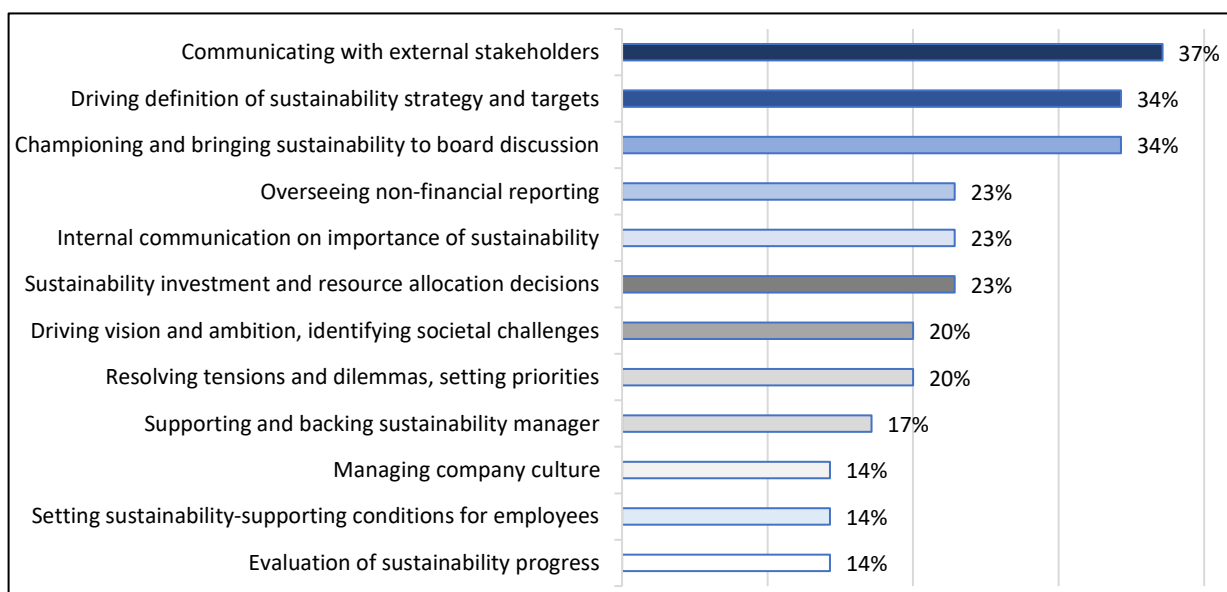 Communicating with external stakeholders 37%
Driving definition of sustainability strategy and targets 34%
Championing and bringing sustainability to board discussion 34%
Overseeing non-financial reporting 23%
Internal communication on importance of sustainability 23%
Sustainability investment and resource allocation decisions 23%
Driving vision and ambition, identifying societal challenges 20%
Resolving tensions and dilemmas, setting priorities 20%
Supporting and backing sustainability manager 17%
Managing company culture 14%
Setting sustainability-supporting conditions for employees 14%
Evaluation of sustainability progress 14%